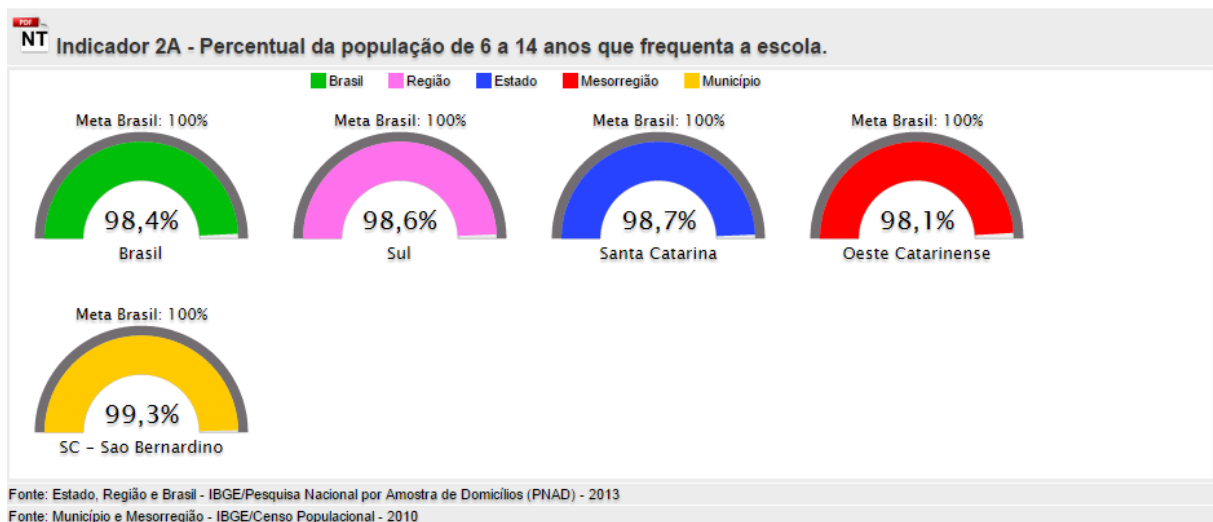 PDF
NT
Indicador 2A - Percentual da população de 6 a 14 anos que frequenta a escola.
Brasil Região Estado Mesorregião Município
Meta Brasil: 100% Meta Brasil: 100% Meta Brasil: 100% Meta Brasil: 100%
98,4% 98,6% 98,7% 98,1%
Brasil Sul Santa Catarina Oeste Catarinense
Meta Brasil: 100%
99,3%
SC - Sao Bernardino
Fonte: Estado, Região e Brasil - IBGE/Pesquisa Nacional por Amostra de Domicílios (PNAD) - 2013
Fonte: Município e Mesorregião - IBGE/Censo Populacional - 2010